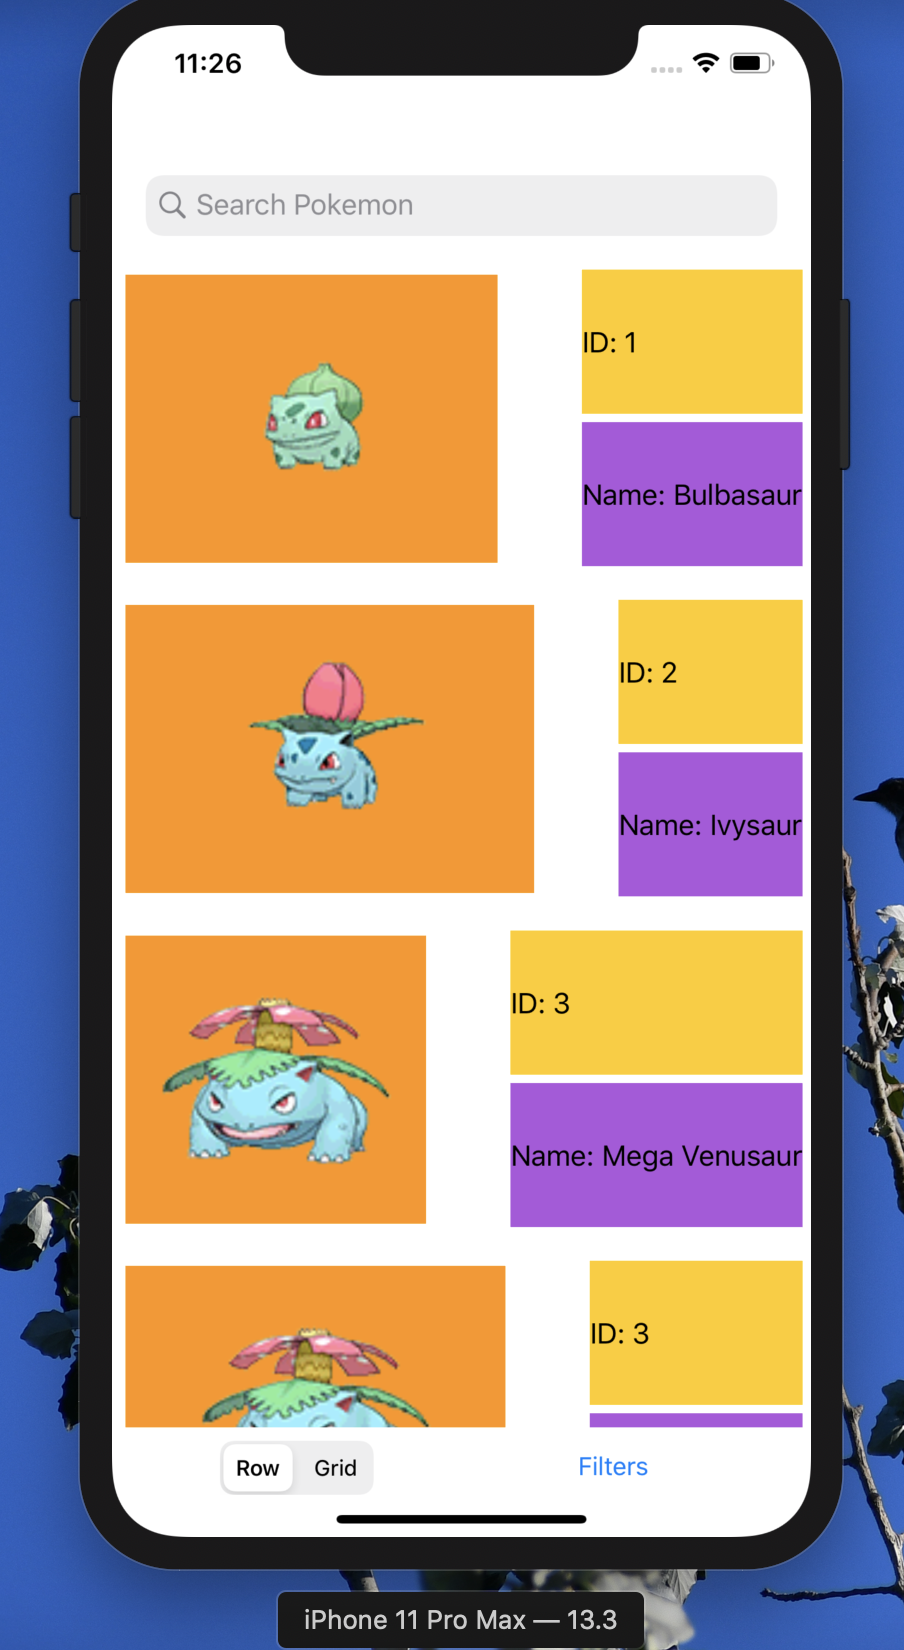 11:26
Search Pokemon
ID: 1
Name: Bulbasaur
ID: 2
Name: Ivysaur
ID: 3
Name: Mega Venusaur
ID: 3
Row Grid Filters
iPhone 11 Pro Max — 13.3